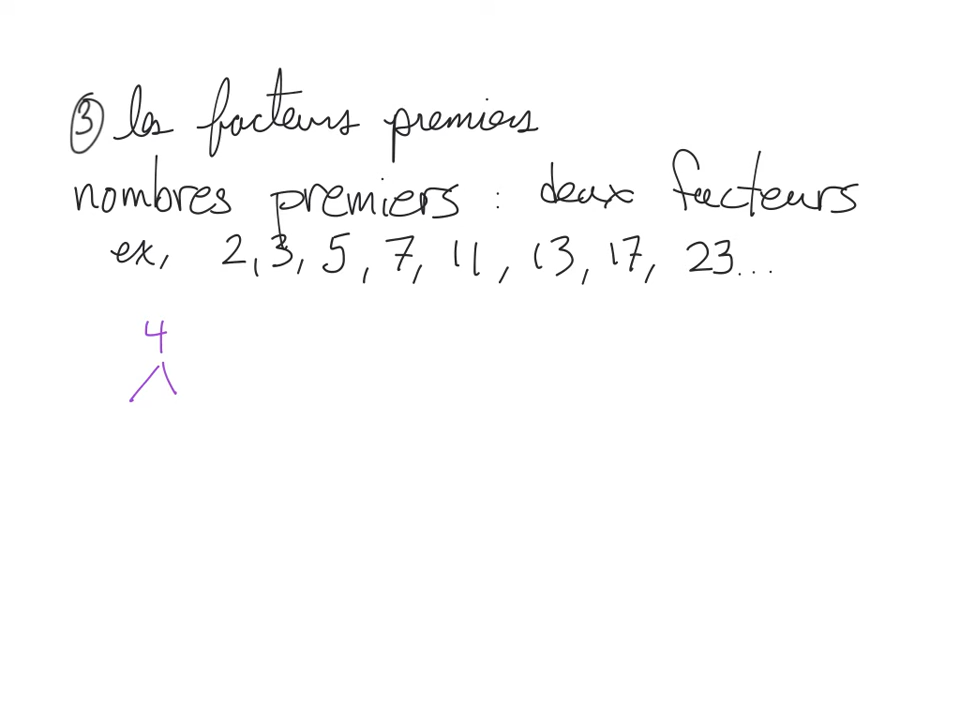 ③ les facteurs premiers
nombres premiers : deux facteurs
ex, 2, 3, 5, 7, 11, 13, 17, 23...
4